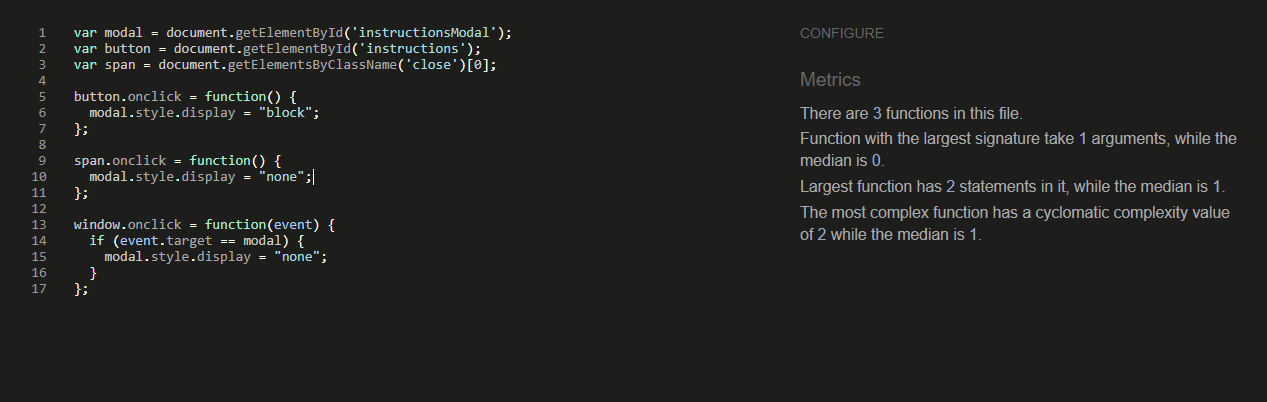 1 var modal = document.getElementById('instructionsModal');
2 var button = document.getElementById('instructions');
3 var span = document.getElementsByClassName('close')[0];
4
5 button.onclick = function() {
6   modal.style.display = "block";
7 };
8
9 span.onclick = function() {
10   modal.style.display = "none";
11 };
12
13 window.onclick = function(event) {
14   if (event.target == modal) {
15     modal.style.display = "none";
16   }
17 };
CONFIGURE
Metrics
There are 3 functions in this file.
Function with the largest signature take 1 arguments, while the
median is 0.
Largest function has 2 statements in it, while the median is 1.
The most complex function has a cyclomatic complexity value
of 2 while the median is 1.